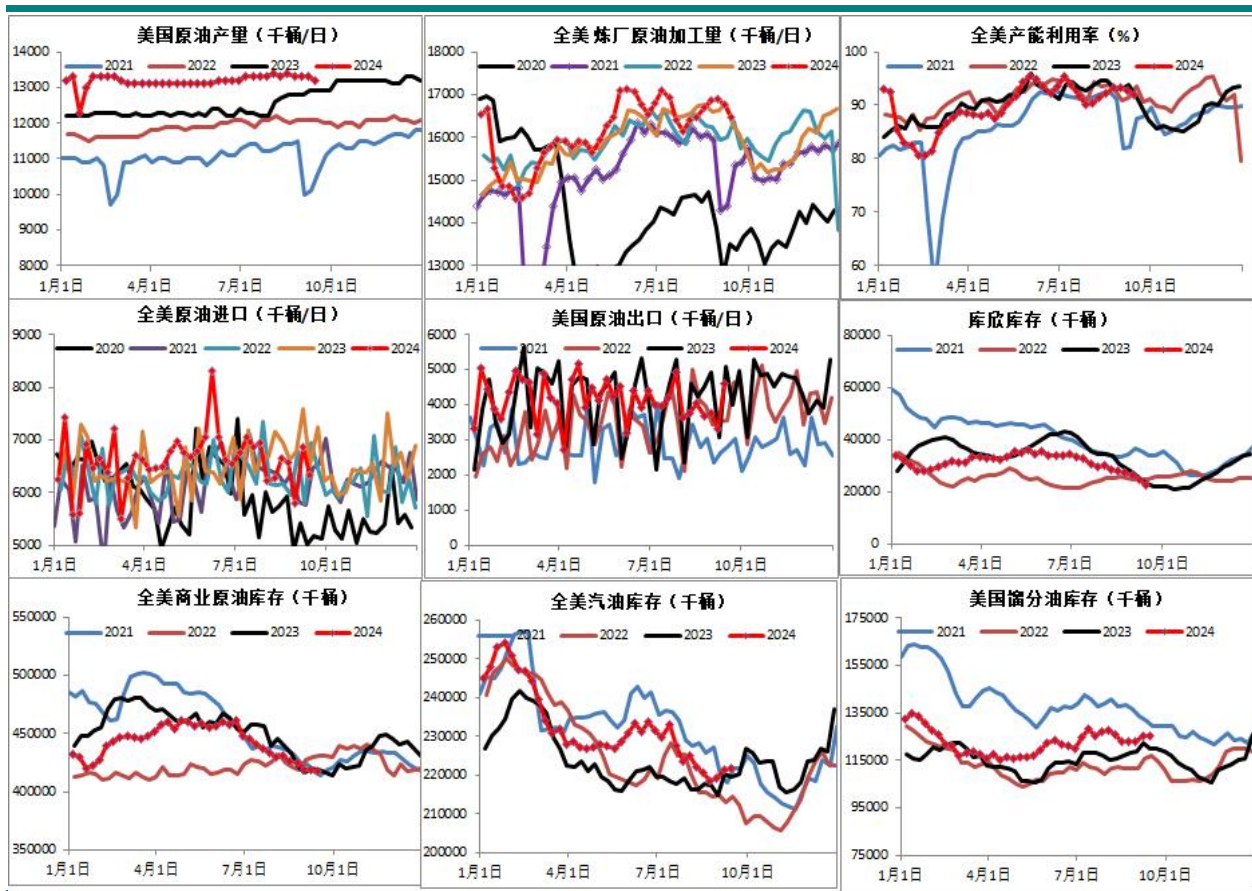 美国原油产量（千桶/日）
2021 2022 2023 2024
14000
13000
12000
11000
10000
9000
8000
1月1日 4月1日 7月1日 10月1日
全美炼厂原油加工量（千桶/日）
2020 2021 2022 2023 2024
18000
17000
16000
15000
14000
13000
1月1日 4月1日 7月1日 10月1日
全美产能利用率（%）
2021 2022 2023 2024
100
90
80
70
60
1月1日 4月1日 7月1日 10月1日
全美原油进口（千桶/日）
2020 2021 2022 2023 2024
9000
8000
7000
6000
5000
1月1日 4月1日 7月1日 10月1日
美国原油出口（千桶/日）
2021 2022 2023 2024
6000
5000
4000
3000
2000
1000
0
1月1日 4月1日 7月1日 10月1日
库欣库存（千桶）
2021 2022 2023 2024
80000
60000
40000
20000
0
1月1日 4月1日 7月1日 10月1日
全美商业原油库存（千桶）
2021 2022 2023 2024
550000
500000
450000
400000
350000
1月1日 4月1日 7月1日 10月1日
全美汽油库存（千桶）
2021 2022 2023 2024
260000
250000
240000
230000
220000
210000
200000
1月1日 4月1日 7月1日 10月1日
美国馏分油库存（千桶）
2021 2022 2023 2024
175000
155000
135000
115000
95000
75000
1月1日 4月1日 7月1日 10月1日